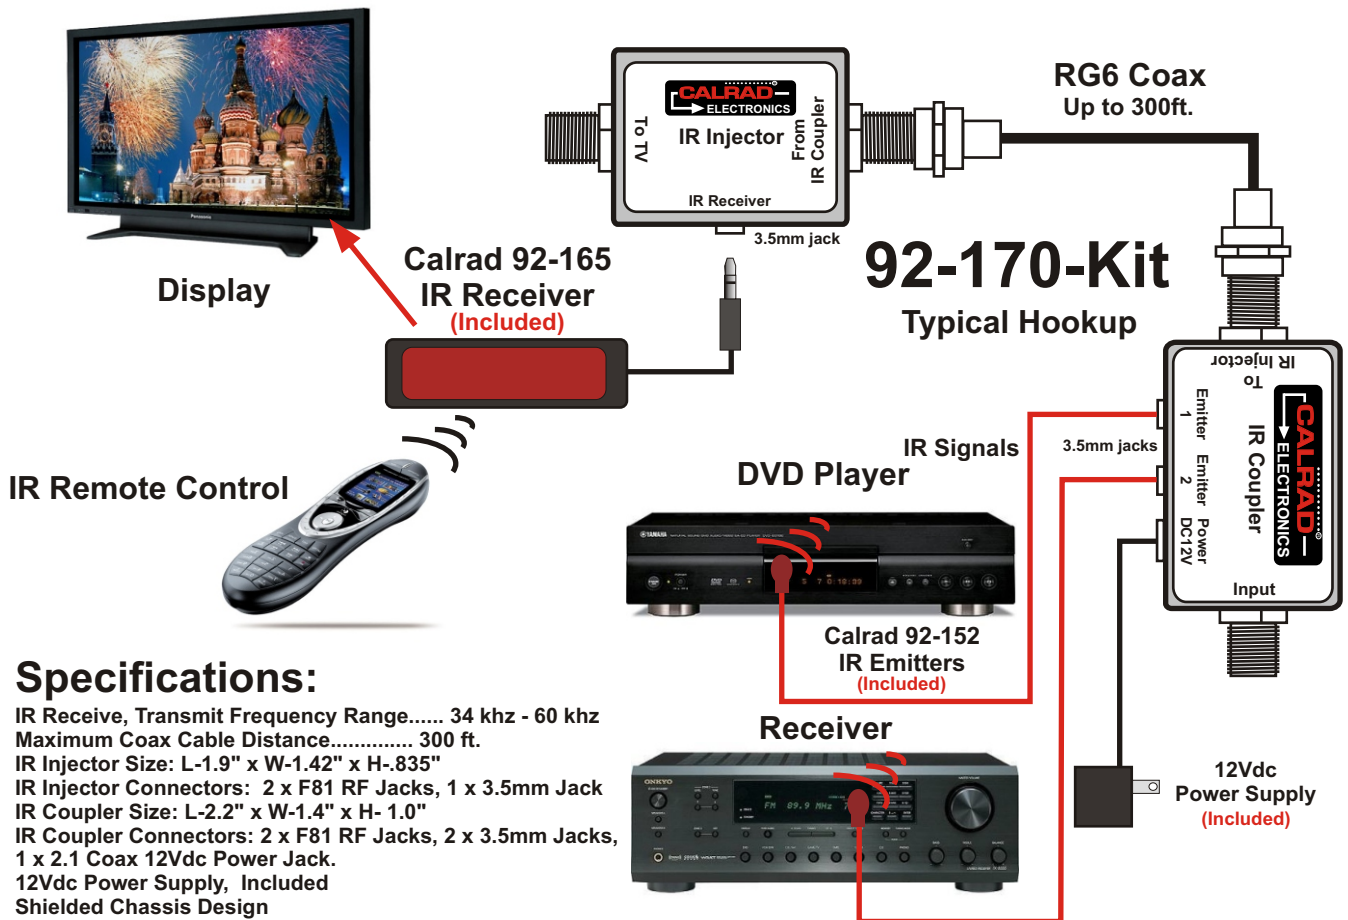 RG6 Coax
Up to 300ft.
CALRAD
ELECTRONICS
IR Injector
To TV
From
IR Coupler
IR Receiver
3.5mm jack
Panasonic
Display
Calrad 92-165
IR Receiver
(Included)
92-170-Kit
Typical Hookup
IR Remote Control
To
IR Injector
CALRAD
ELECTRONICS
IR Coupler
Emitter
1
Emitter
2
Power
DC12V
Input
IR Signals
3.5mm jacks
DVD Player
YAMAHA
Calrad 92-152
IR Emitters
(Included)
Receiver
ONKYO
FM 89.9 MHz
12Vdc
Power Supply
(Included)
Specifications:
IR Receive, Transmit Frequency Range...... 34 khz - 60 khz
Maximum Coax Cable Distance.............. 300 ft.
IR Injector Size: L-1.9" x W-1.42" x H-.835"
IR Injector Connectors: 2 x F81 RF Jacks, 1 x 3.5mm Jack
IR Coupler Size: L-2.2" x W-1.4" x H- 1.0"
IR Coupler Connectors: 2 x F81 RF Jacks, 2 x 3.5mm Jacks,
1 x 2.1 Coax 12Vdc Power Jack.
12Vdc Power Supply, Included
Shielded Chassis Design